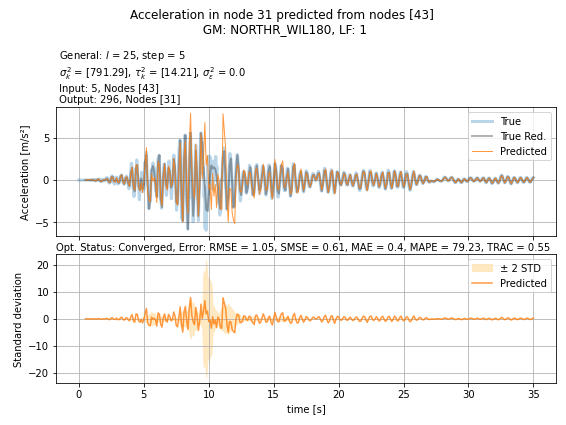 Acceleration in node 31 predicted from nodes [43]
GM: NORTHR_WIL180, LF: 1
General: l = 25, step = 5
σ²ₖ = [791.29], τ²ₖ = [14.21], σ²ε = 0.0
Input: 5, Nodes [43]
Output: 296, Nodes [31]
Acceleration [m/s²]
5
0
−5
True
True Red.
Predicted
Opt. Status: Converged, Error: RMSE = 1.05, SMSE = 0.61, MAE = 0.4, MAPE = 79.23, TRAC = 0.55
Standard deviation
20
10
0
−10
−20
± 2 STD
Predicted
0 5 10 15 20 25 30 35
time [s]